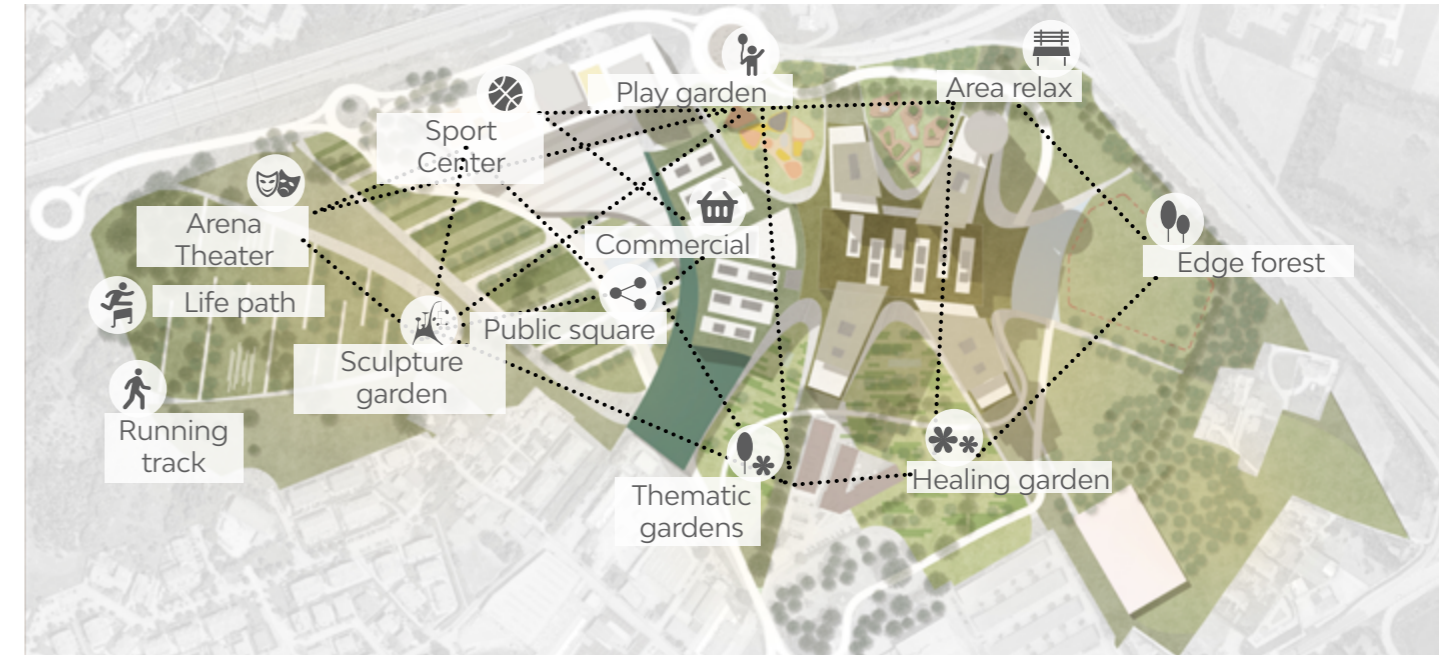 Play garden
Area relax
Sport
Center
Arena
Theater
Commercial
Edge forest
Life path
Public square
Sculpture
garden
Running
track
Healing garden
Thematic
gardens